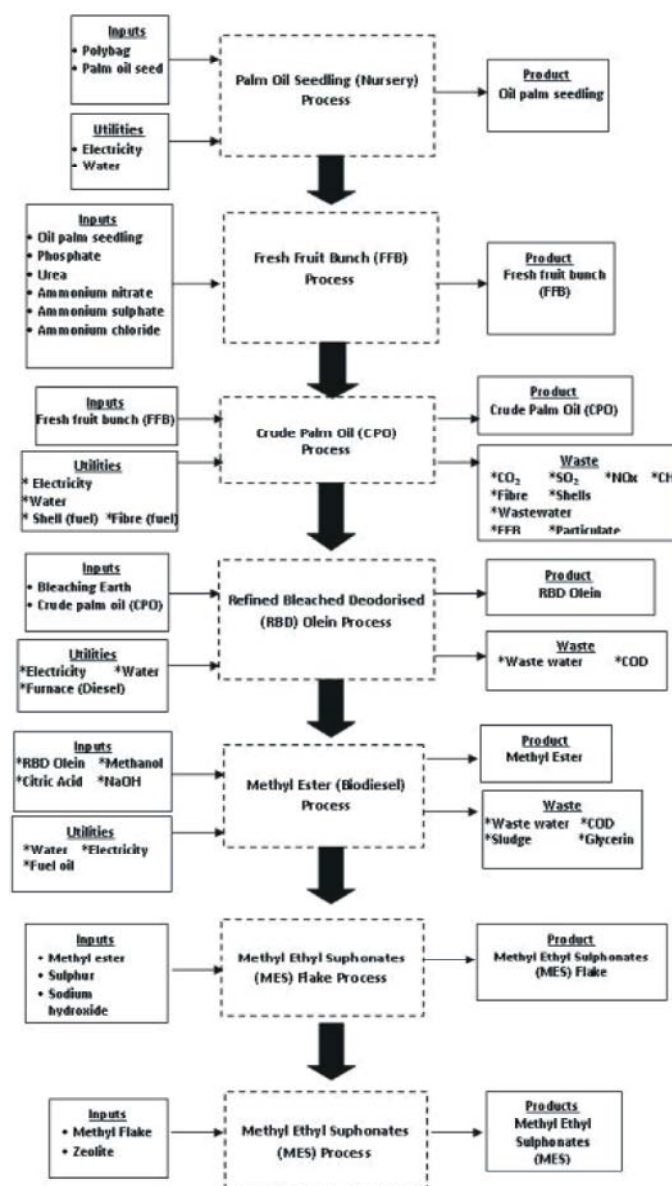 Inputs
• Polybag
• Palm oil seed
Utilities
• Electricity
- Water
Palm Oil Seedling (Nursery)
Process
Product
Oil palm seedling
Inputs
• Oil palm seedling
• Phosphate
• Urea
• Ammonium nitrate
• Ammonium sulphate
• Ammonium chloride
Fresh Fruit Bunch (FFB)
Process
Product
Fresh fruit bunch
(FFB)
Inputs
Fresh fruit bunch (FFB)
Utilities
* Electricity
*Water
* Shell (fuel) *Fibre (fuel)
Crude Palm Oil (CPO)
Process
Product
Crude Palm Oil (CPO)
Waste
*CO₂ *SO₂ *NOx *CH
*Fibre *Shells
*Wastewater
*EFB *Particulate
Inputs
• Bleaching Earth
• Crude palm oil (CPO)
Utilities
*Electricity *Water
*Furnace (Diesel)
Refined Bleached Deodorised
(RBD) Olein Process
Product
RBD Olein
Waste
*Waste water *COD
Inputs
*RBD Olein *Methanol
*Citric Acid *NaOH
Utilities
*Water *Electricity
*Fuel oil
Methyl Ester (Biodiesel)
Process
Product
Methyl Ester
Waste
*Waste water *COD
*Sludge *Glycerin
Inputs
• Methyl ester
• Sulphur
• Sodium
hydroxide
Methyl Ethyl Suphonates
(MES) Flake Process
Product
Methyl Ethyl Sulphonates
(MES) Flake
Inputs
• Methyl Flake
• Zeolite
Methyl Ethyl Suphonates
(MES) Process
Products
Methyl Ethyl
Sulphonates
(MES)